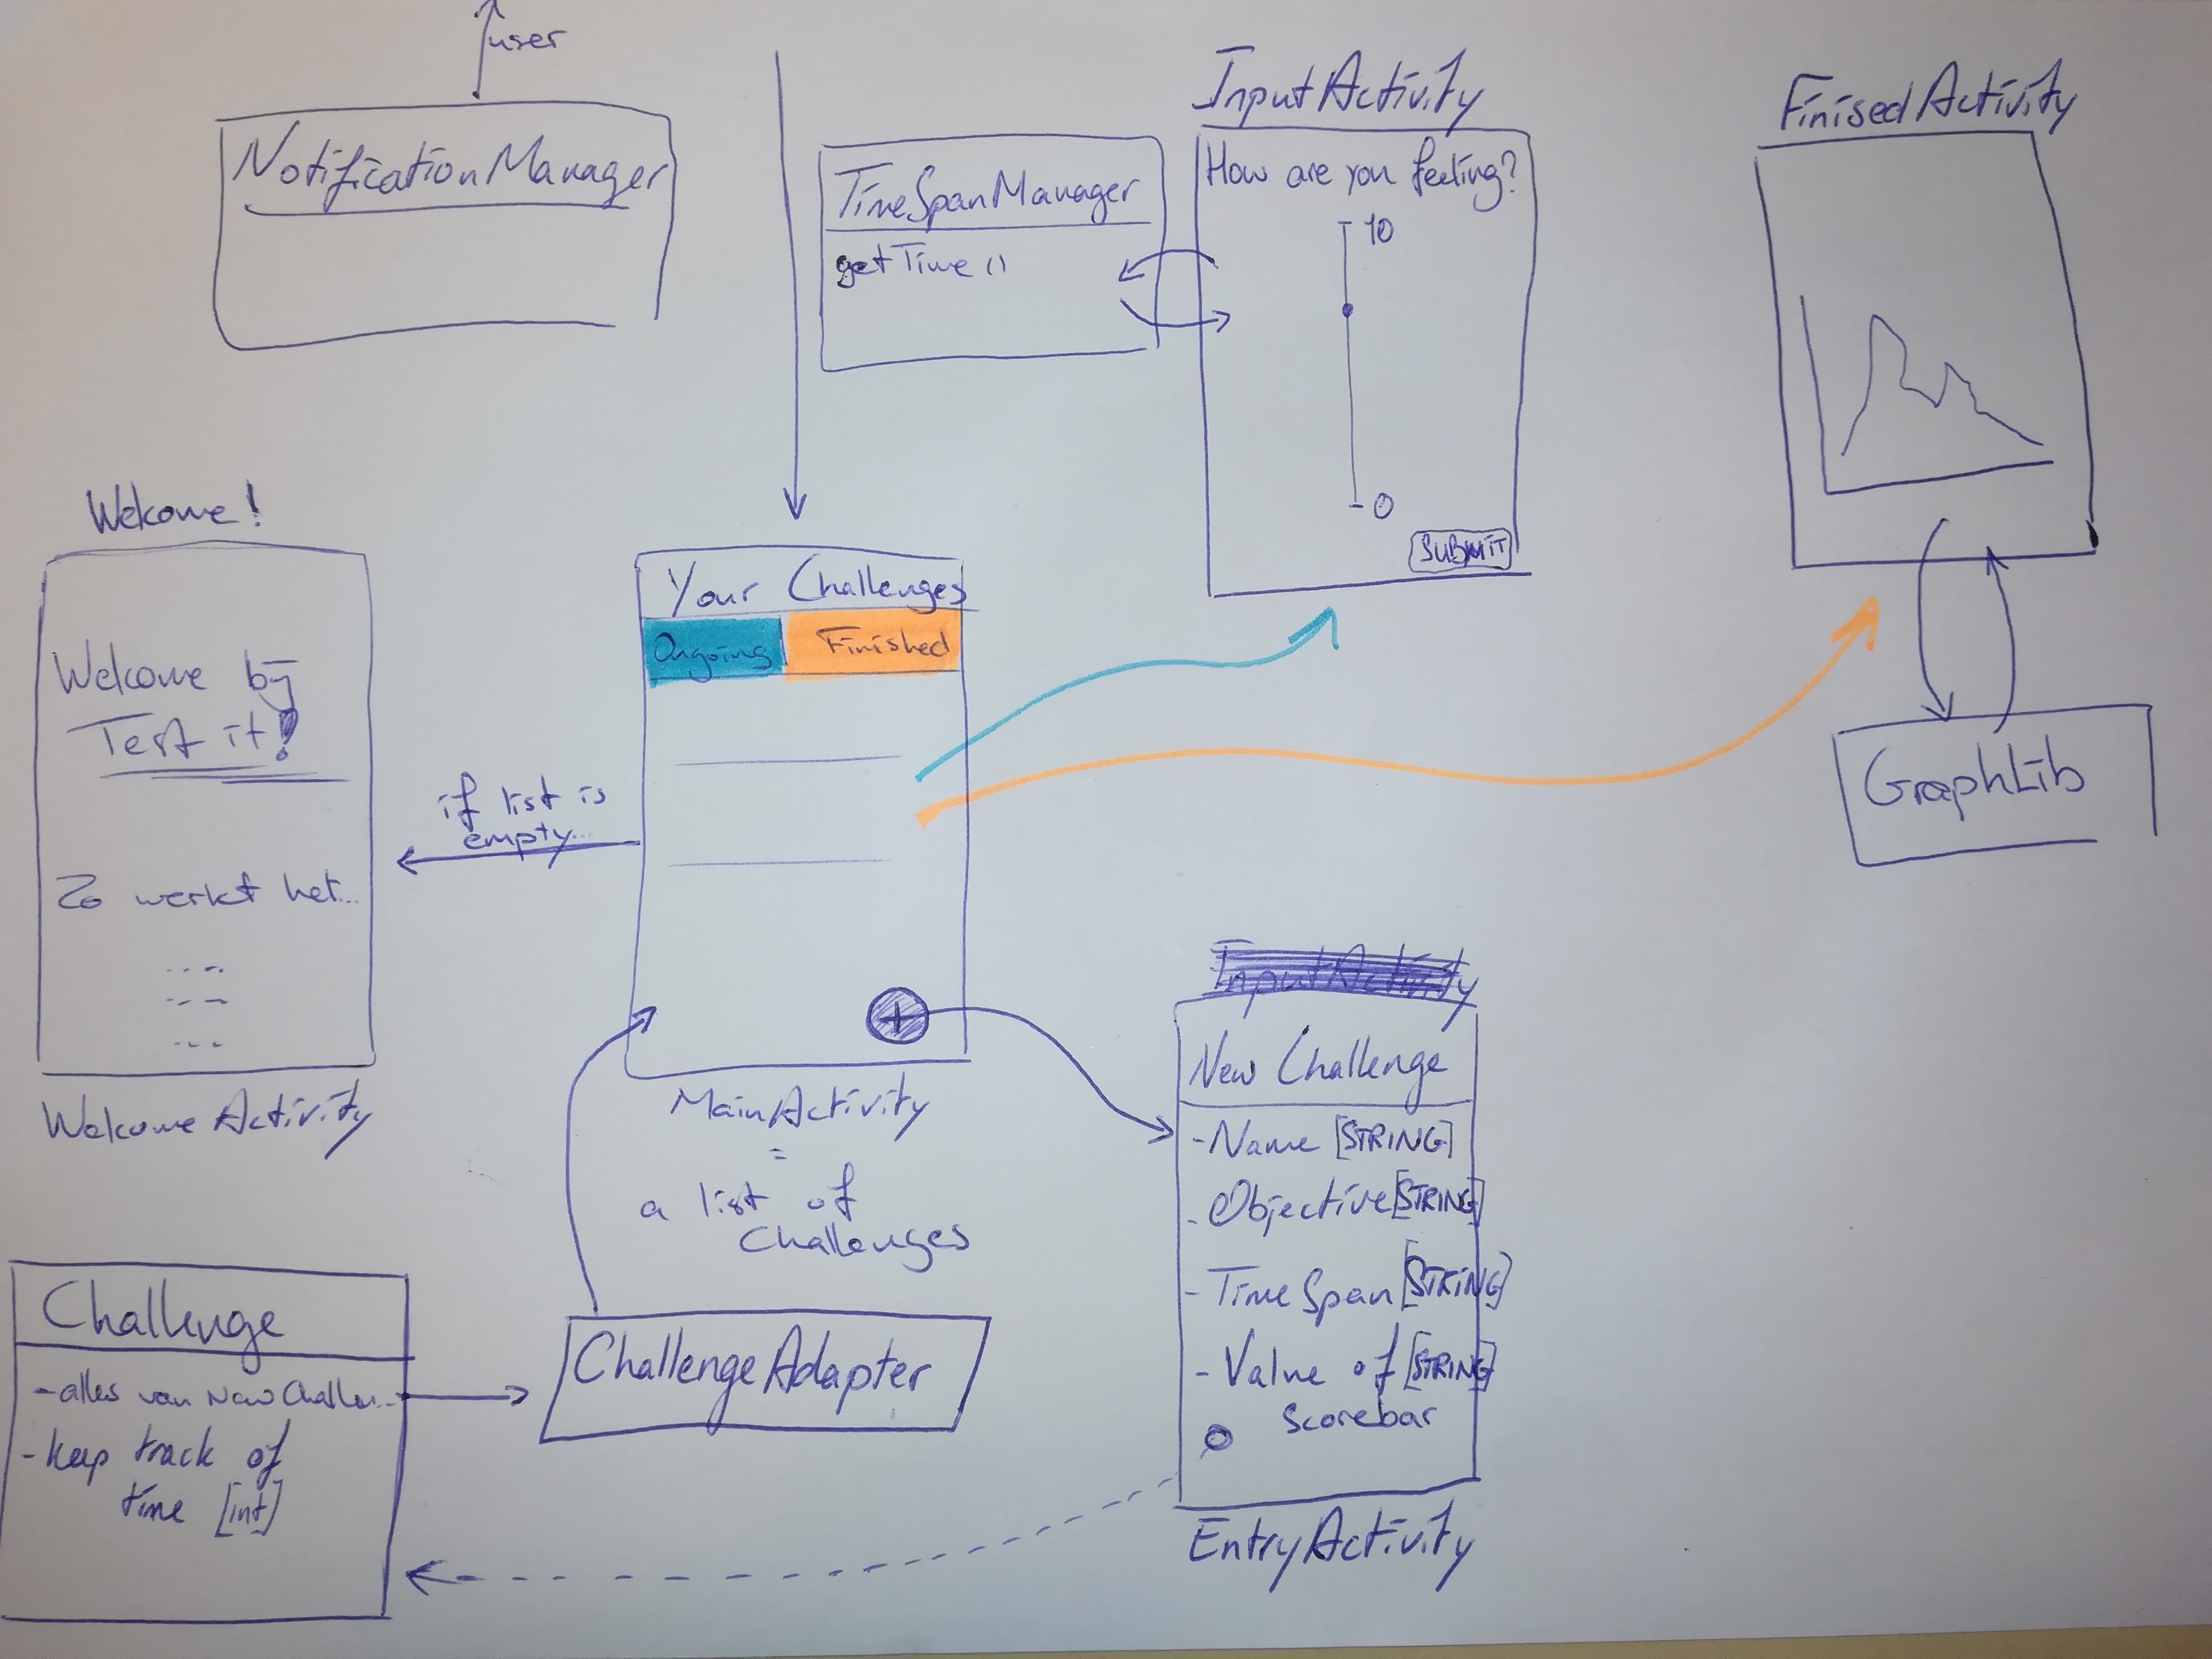 user
NotificationManager
TimeSpanManager
getTime()
InputActivity
How are you feeling?
10
0
SUBMIT
FinisedActivity
GraphLib
Welcome!
Welcome bij
Test it!
Zo werkt het...
WelcomeActivity
if list is
empty...
Your Challenges
Ongoing
Finished
+
MainActivity
=
a list of
Challenges
InputActivity
New Challenge
- Name [STRING]
- Objective [STRING]
- TimeSpan [STRING]
- Value of [STRING]
scorebar
EntryActivity
Challenge
- alles van New Challen...
- keep track of
time [int]
ChallengeAdapter